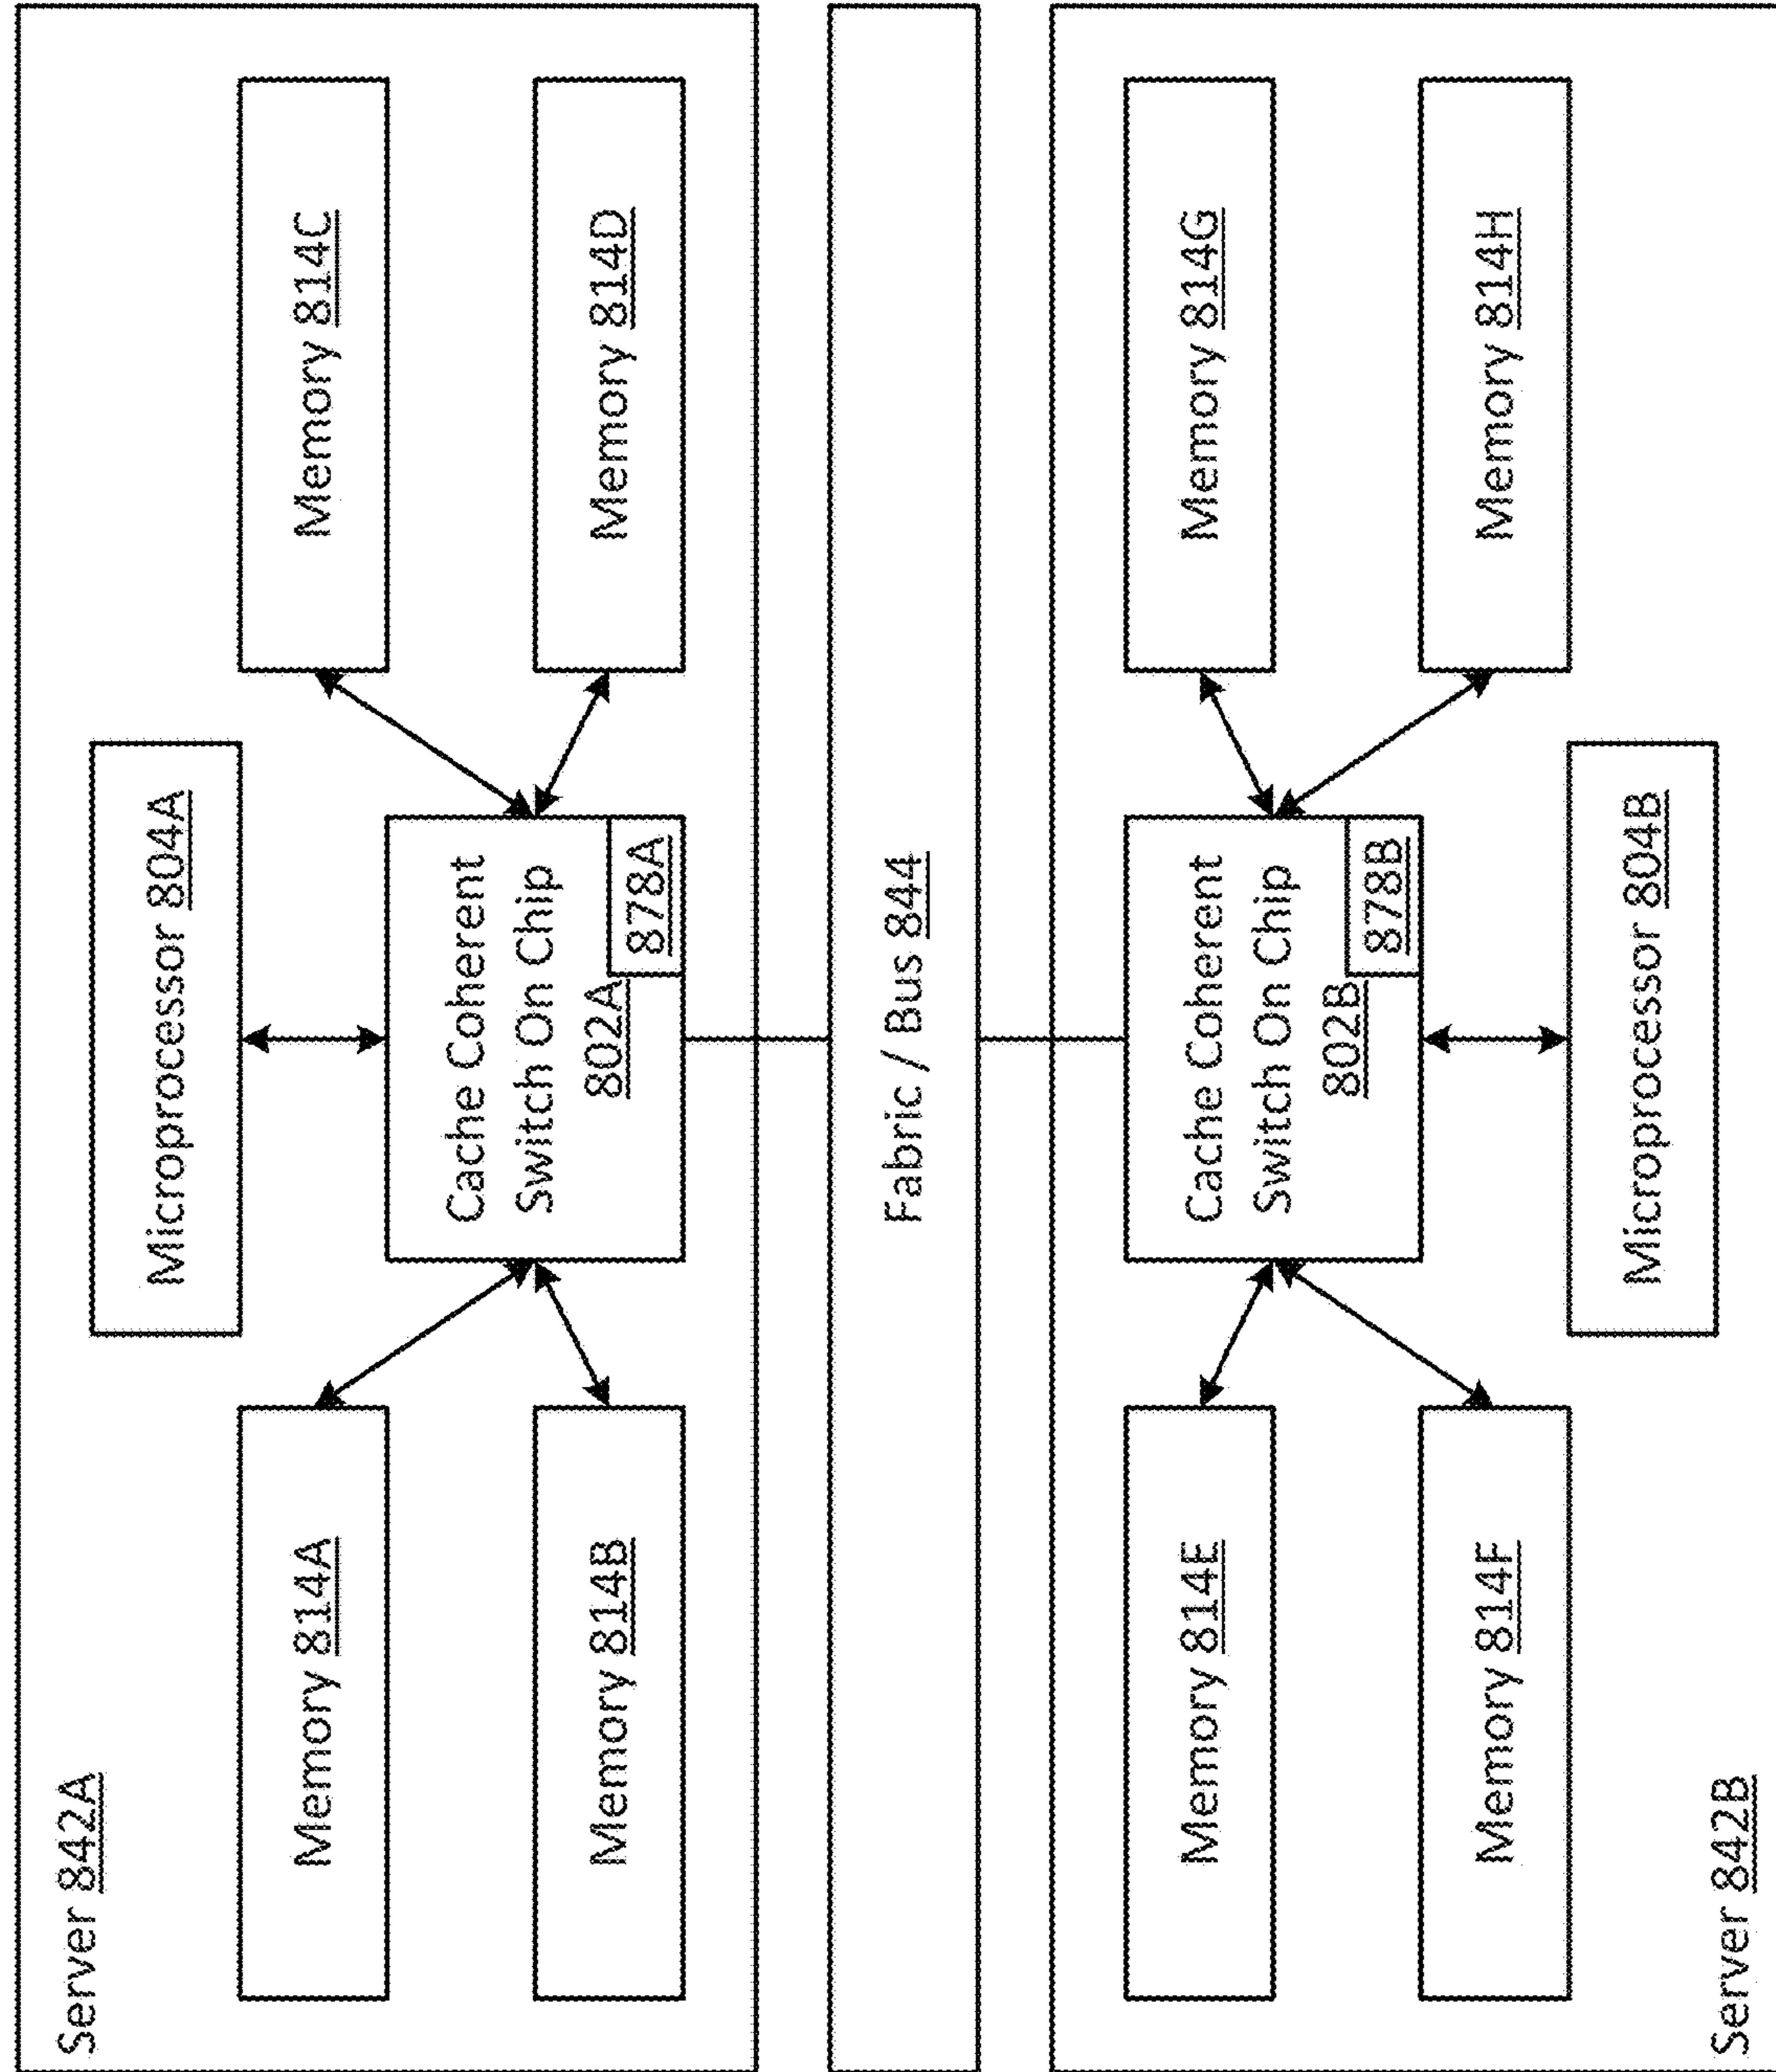 Server 842A
Microprocessor 804A
Memory 814A
Memory 814C
Cache Coherent
Switch On Chip
802A
878A
Memory 814B
Memory 814D
Fabric / Bus 844
Memory 814E
Memory 814G
Cache Coherent
Switch On Chip
802B
878B
Memory 814F
Memory 814H
Microprocessor 804B
Server 842B